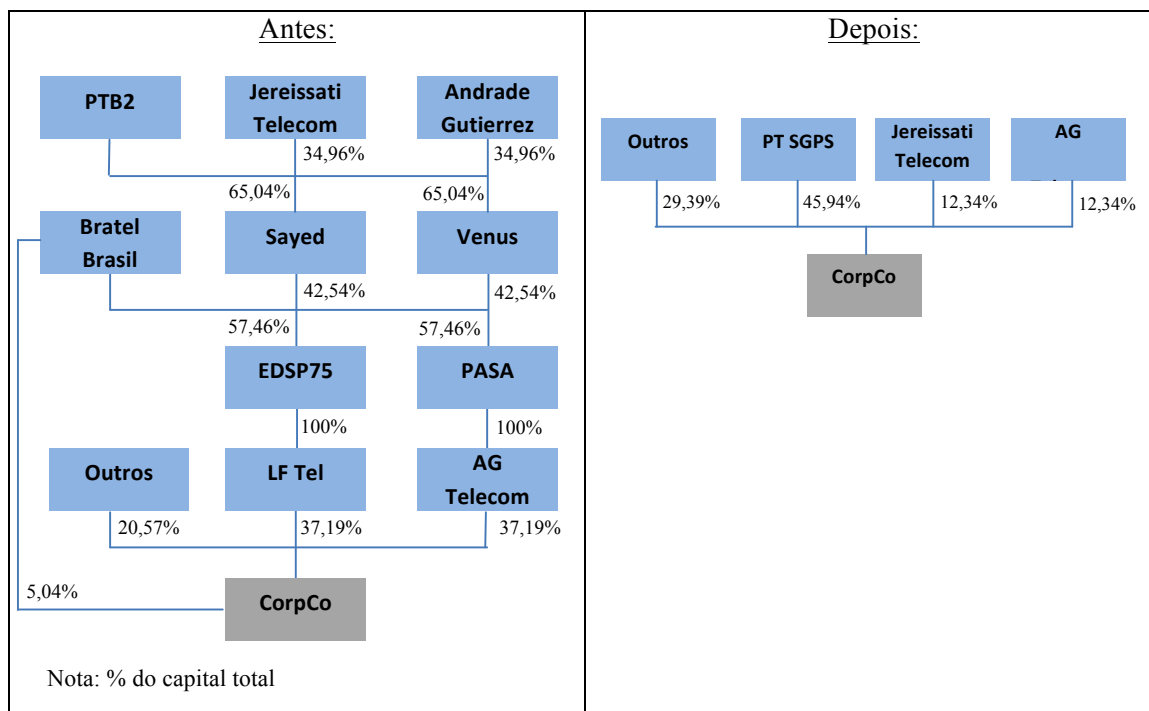 Antes:
PTB2
Jereissati
Telecom
Andrade
Gutierrez
34,96%
34,96%
65,04%
65,04%
Bratel
Brasil
Sayed
Venus
42,54%
42,54%
57,46%
57,46%
EDSP75
PASA
100%
100%
Outros
LF Tel
AG
Telecom
20,57%
37,19%
37,19%
5,04%
CorpCo
Nota: % do capital total
Depois:
Outros
PT SGPS
Jereissati
Telecom
AG
29,39%
45,94%
12,34%
12,34%
CorpCo